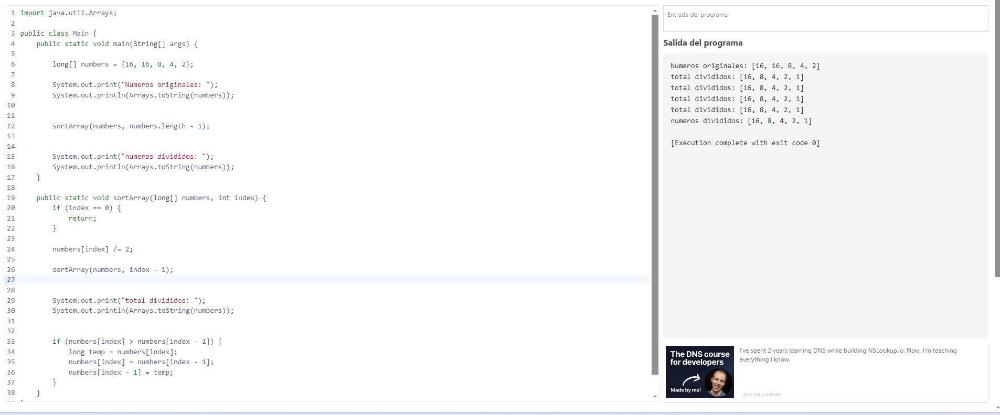 1 import java.util.Arrays;
2
3 public class Main {
4     public static void main(String[] args) {
5
6         long[] numbers = {16, 16, 8, 4, 2};
7
8         System.out.print("Numeros originales: ");
9         System.out.println(Arrays.toString(numbers));
10
11
12         sortArray(numbers, numbers.length - 1);
13
14
15         System.out.print("numeros divididos: ");
16         System.out.println(Arrays.toString(numbers));
17     }
18
19     public static void sortArray(long[] numbers, int index) {
20         if (index == 0) {
21             return;
22         }
23
24         numbers[index] /= 2;
25
26         sortArray(numbers, index - 1);
27
28
29         System.out.print("total divididos: ");
30         System.out.println(Arrays.toString(numbers));
31
32
33         if (numbers[index] > numbers[index - 1]) {
34             long temp = numbers[index];
35             numbers[index] = numbers[index - 1];
36             numbers[index - 1] = temp;
37         }
38     }
Entrada del programa
Salida del programa
Numeros originales: [16, 16, 8, 4, 2]
total divididos: [16, 8, 4, 2, 1]
total divididos: [16, 8, 4, 2, 1]
total divididos: [16, 8, 4, 2, 1]
total divididos: [16, 8, 4, 2, 1]
numeros divididos: [16, 8, 4, 2, 1]
[Execution complete with exit code 0]
The DNS course
for developers
Made by me!
I've spent 2 years learning DNS while building NSLookup.io. Now, I'm teaching
everything I know.
ADS VIA CARBON